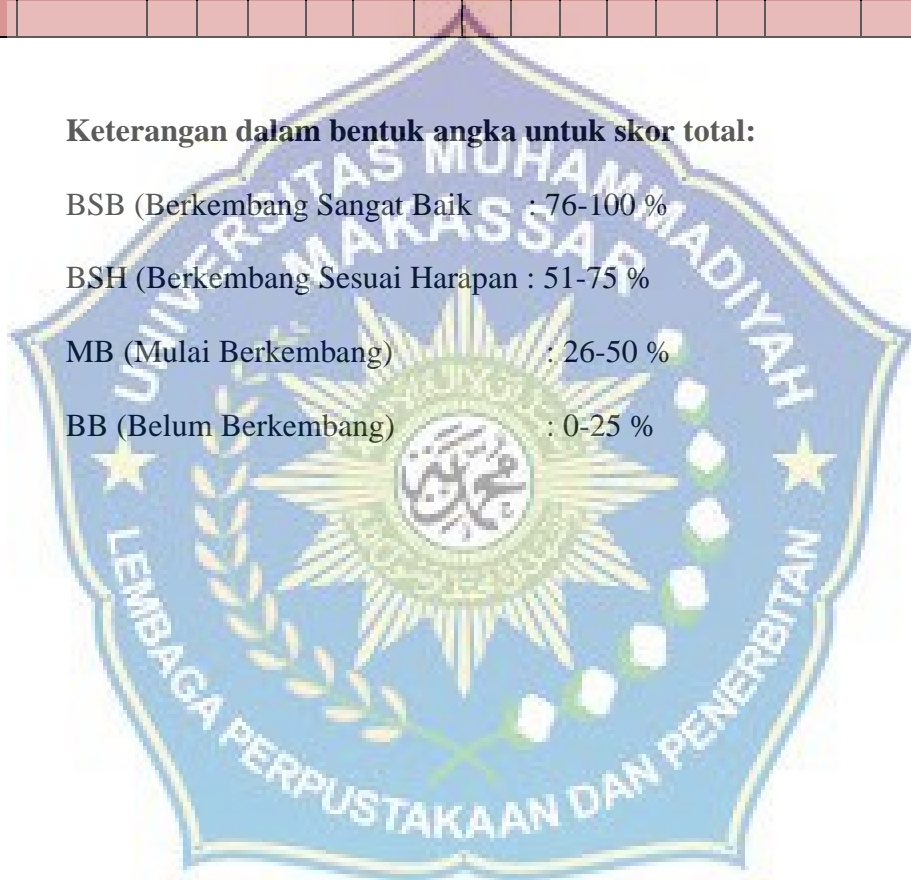 Keterangan dalam bentuk angka untuk skor total:
BSB (Berkembang Sangat Baik : 76-100 %
BSH (Berkembang Sesuai Harapan : 51-75 %
MB (Mulai Berkembang) : 26-50 %
BB (Belum Berkembang) : 0-25 %
UNIVERSITAS MUHAMMADIYAH
MAKASSAR
LEMBAGA PERPUSTAKAAN DAN PENERBITAN